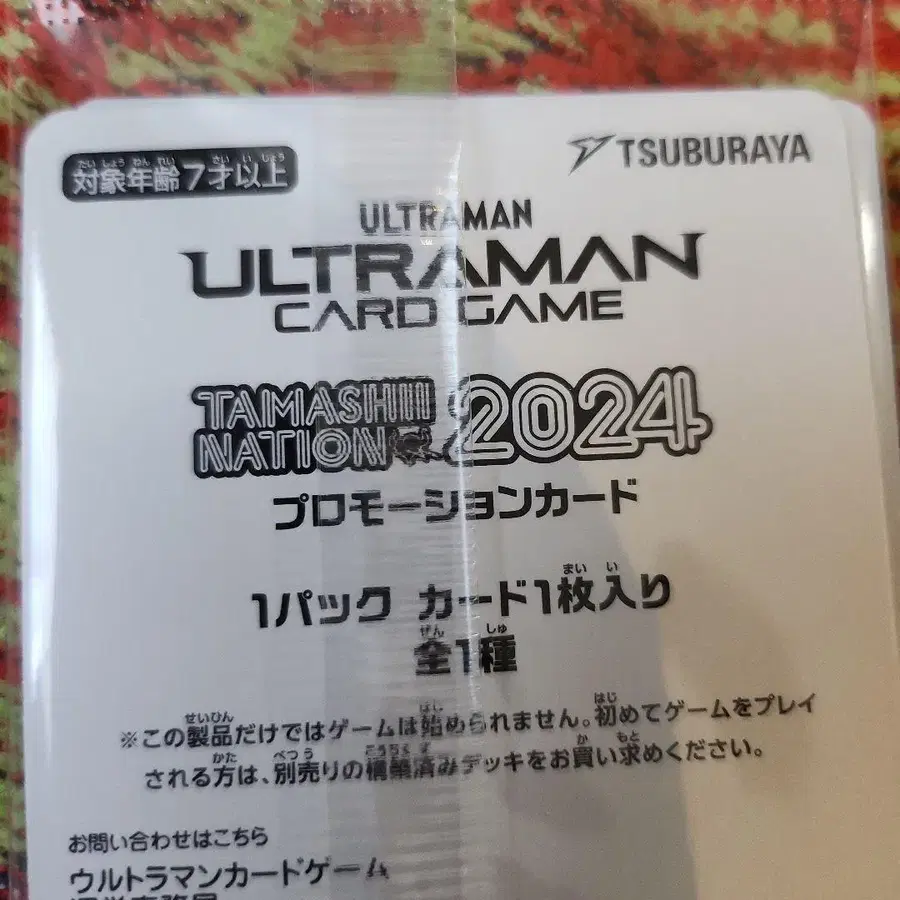 対象年齢7才以上
TSUBURAYA
ULTRAMAN
ULTRAMAN
CARD GAME
TAMASHII
NATION 2024
プロモーションカード
1パック カード1枚入り
全1種
※この製品だけではゲームは始められません。初めてゲームをプレイ
される方は、別売りの構築済みデッキをお買い求めください。
お問い合わせはこちら
ウルトラマンカードゲーム